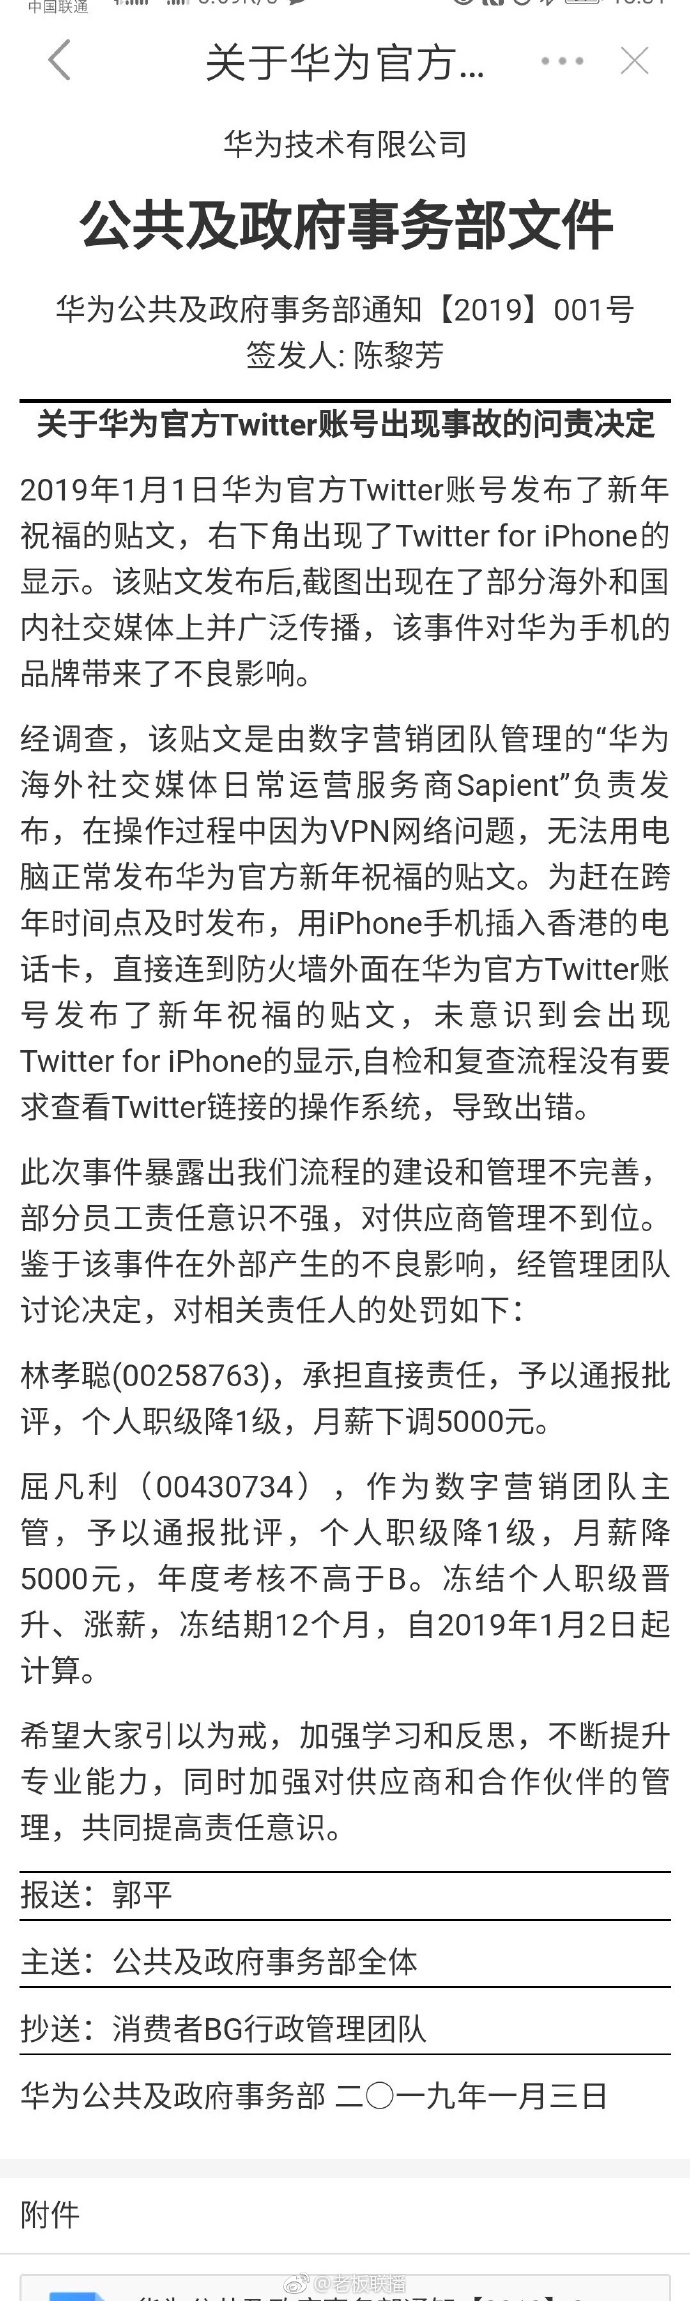 中国联通
关于华为官方...
华为技术有限公司
公共及政府事务部文件
华为公共及政府事务部通知【2019】001号
签发人: 陈黎芳
关于华为官方Twitter账号出现事故的问责决定
2019年1月1日华为官方Twitter账号发布了新年
祝福的贴文，右下角出现了Twitter for iPhone的
显示。该贴文发布后,截图出现在了部分海外和国
内社交媒体上并广泛传播，该事件对华为手机的
品牌带来了不良影响。
经调查，该贴文是由数字营销团队管理的“华为
海外社交媒体日常运营服务商Sapient”负责发
布，在操作过程中因为VPN网络问题，无法用电
脑正常发布华为官方新年祝福的贴文。为赶在跨
年时间点及时发布，用iPhone手机插入香港的电
话卡，直接连到防火墙外面在华为官方Twitter账
号发布了新年祝福的贴文，未意识到会出现
Twitter for iPhone的显示,自检和复查流程没有要
求查看Twitter链接的操作系统，导致出错。
此次事件暴露出我们流程的建设和管理不完善，
部分员工责任意识不强，对供应商管理不到位。
鉴于该事件在外部产生的不良影响，经管理团队
讨论决定，对相关责任人的处罚如下：
林孝聪(00258763)，承担直接责任，予以通报批
评，个人职级降1级，月薪下调5000元。
屈凡利（00430734），作为数字营销团队主
管，予以通报批评，个人职级降1级，月薪降
5000元，年度考核不高于B。冻结个人职级晋
升、涨薪，冻结期12个月，自2019年1月2日起
计算。
希望大家引以为戒，加强学习和反思，不断提升
专业能力，同时加强对供应商和合作伙伴的管
理，共同提高责任意识。
报送：郭平
主送：公共及政府事务部全体
抄送：消费者BG行政管理团队
华为公共及政府事务部 二〇一九年一月三日
附件
@老板联播